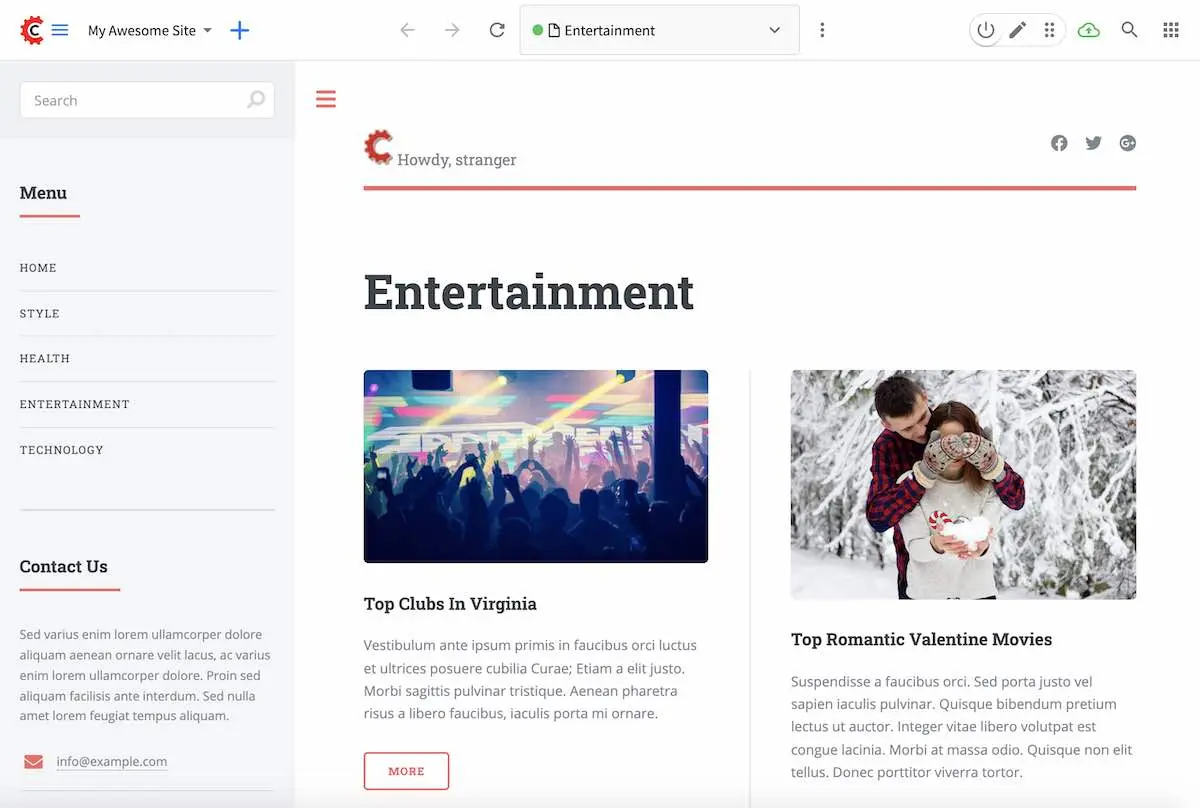 My Awesome Site
Entertainment
Search
Menu
HOME
STYLE
HEALTH
ENTERTAINMENT
TECHNOLOGY
Contact Us
Sed varius enim lorem ullamcorper dolore
aliquam aenean ornare velit lacus, ac varius
enim lorem ullamcorper dolore. Proin sed
aliquam facilisis ante interdum. Sed nulla
amet lorem feugiat tempus aliquam.
info@example.com
Howdy, stranger
Entertainment
Top Clubs In Virginia
Vestibulum ante ipsum primis in faucibus orci luctus
et ultrices posuere cubilia Curae; Etiam a elit justo.
Morbi sagittis pulvinar tristique. Aenean pharetra
risus a libero faucibus, iaculis porta mi ornare.
MORE
Top Romantic Valentine Movies
Suspendisse a faucibus orci. Sed porta justo vel
sapien iaculis pulvinar. Quisque bibendum pretium
lectus ut auctor. Integer vitae libero volutpat est
congue lacinia. Morbi at massa odio. Quisque non elit
tellus. Donec porttitor viverra tortor.